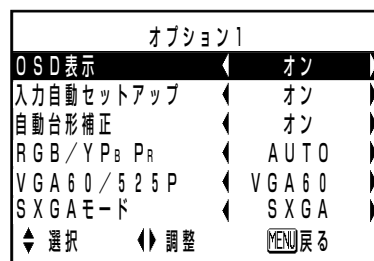 オプション1
OSD表示 オン
入力自動セットアップ オン
自動台形補正 オン
RGB/YPB PR AUTO
VGA60/525P VGA60
SXGAモード SXGA
選択 調整 MENU戻る